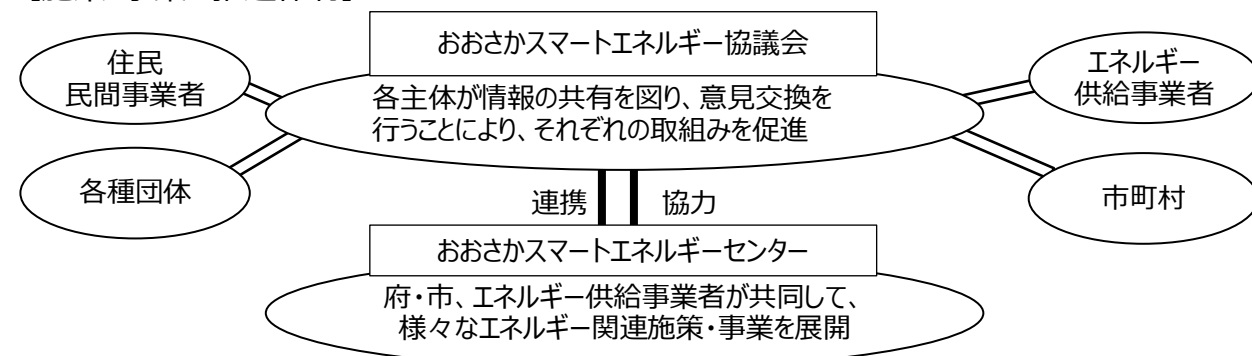 おおさかスマートエネルギー協議会
住民
民間事業者
各主体が情報の共有を図り、意見交換を
行うことにより、それぞれの取組みを促進
エネルギー
供給事業者
各種団体
市町村
連携 協力
おおさかスマートエネルギーセンター
府・市、エネルギー供給事業者が共同して、
様々なエネルギー関連施策・事業を展開